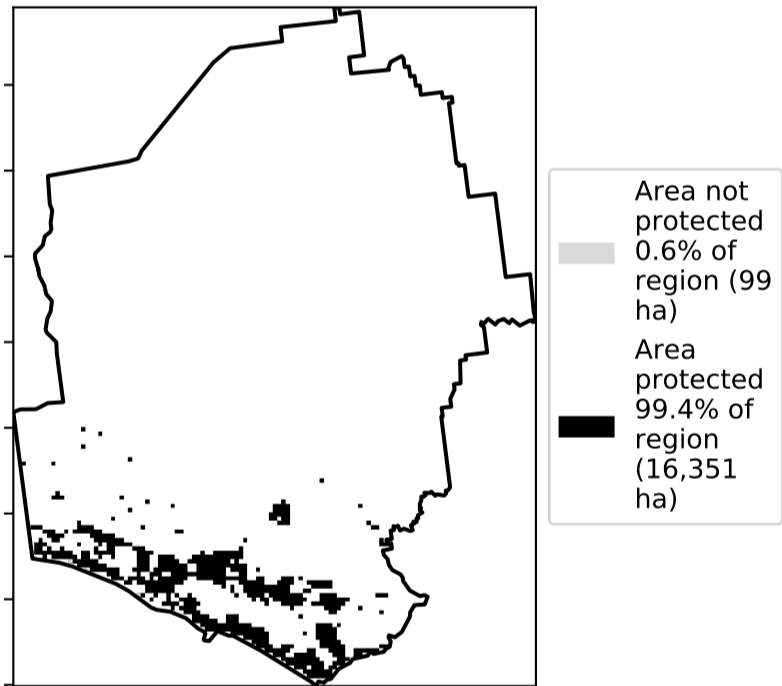 Area not
protected
0.6% of
region (99
ha)
Area
protected
99.4% of
region
(16,351
ha)